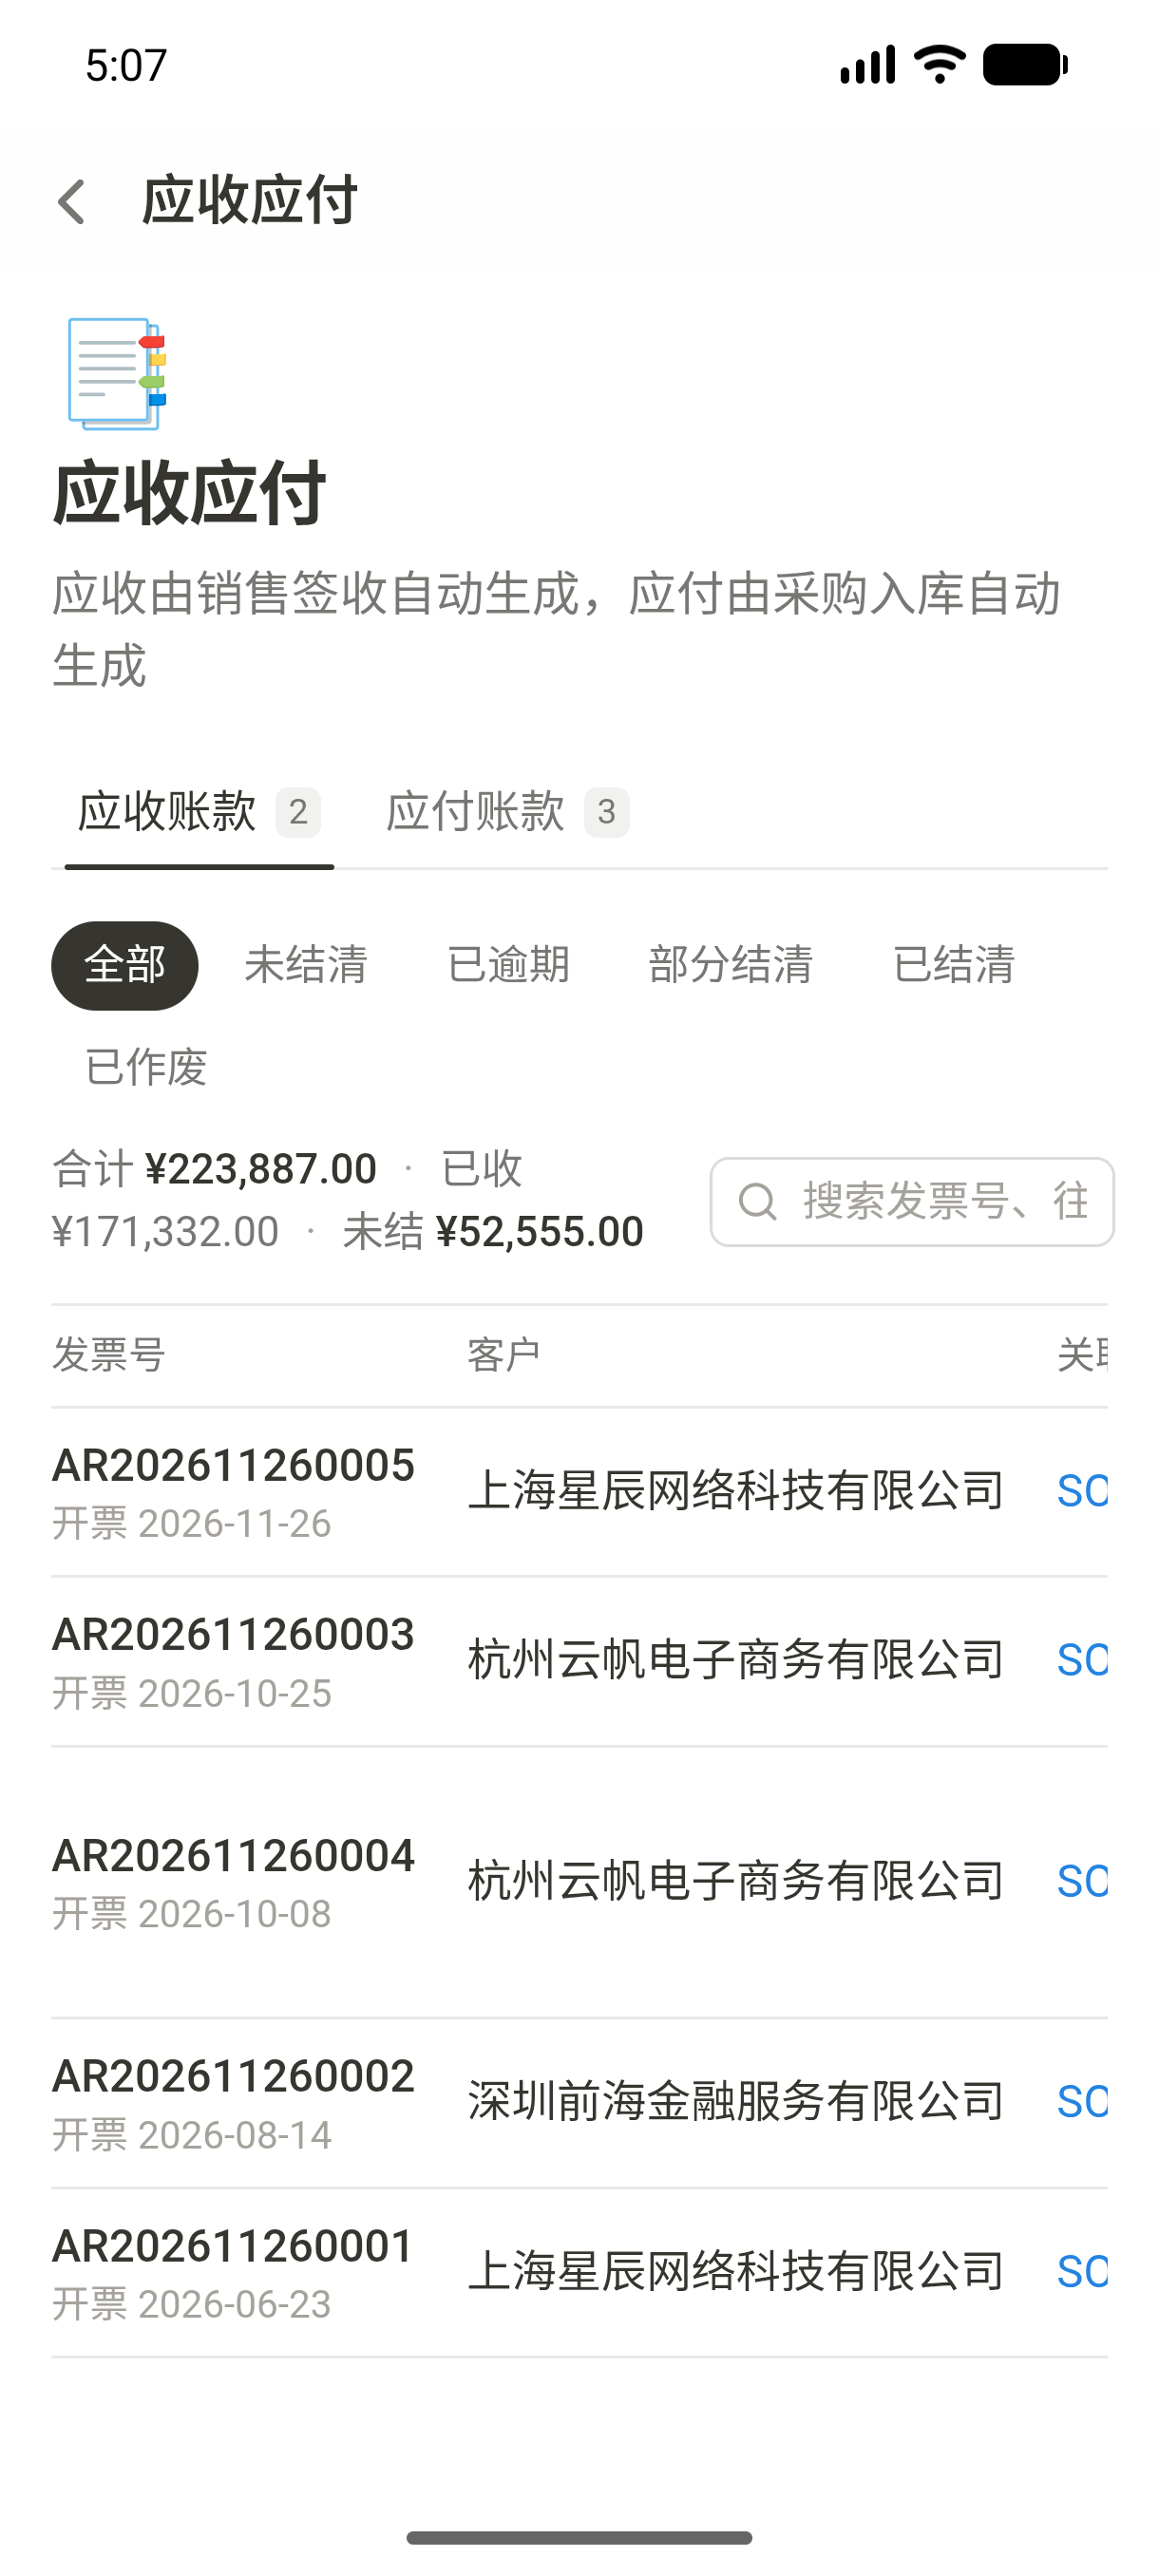 5:07
应收应付
应收应付
应收由销售签收自动生成，应付由采购入库自动
生成
应收账款 2 应付账款 3
全部 未结清 已逾期 部分结清 已结清
已作废
合计 ¥223,887.00 · 已收
¥171,332.00 · 未结 ¥52,555.00
搜索发票号、往
发票号 客户 关
AR202611260005
开票 2026-11-26
上海星辰网络科技有限公司 SO
AR202611260003
开票 2026-10-25
杭州云帆电子商务有限公司 SO
AR202611260004
开票 2026-10-08
杭州云帆电子商务有限公司 SO
AR202611260002
开票 2026-08-14
深圳前海金融服务有限公司 SO
AR202611260001
开票 2026-06-23
上海星辰网络科技有限公司 SO